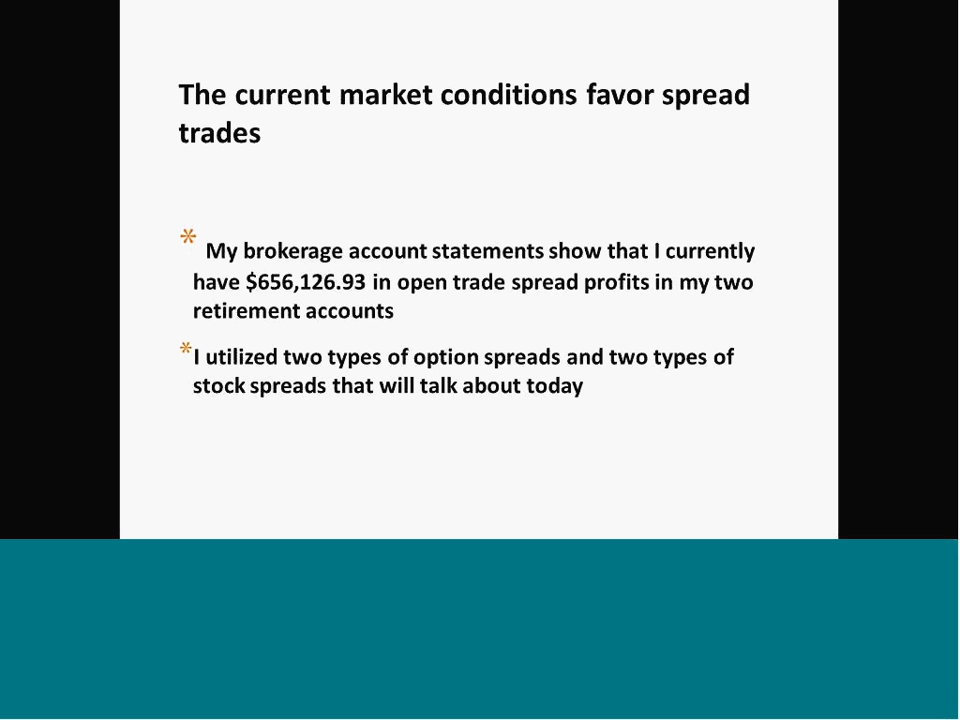 The current market conditions favor spread
trades
* My brokerage account statements show that I currently
have $656,126.93 in open trade spread profits in my two
retirement accounts
*I utilized two types of option spreads and two types of
stock spreads that will talk about today